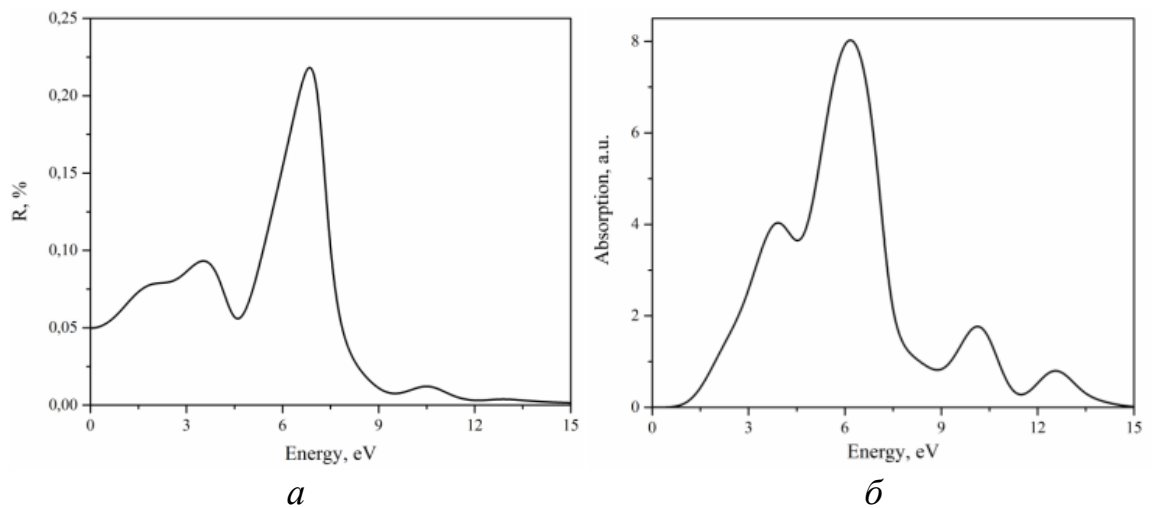 0,25
0,20
0,15
0,10
0,05
0,00
R, %
0 3 6 9 12 15
Energy, eV
а
8
6
4
2
0
Absorption, a.u.
0 3 6 9 12 15
Energy, eV
б